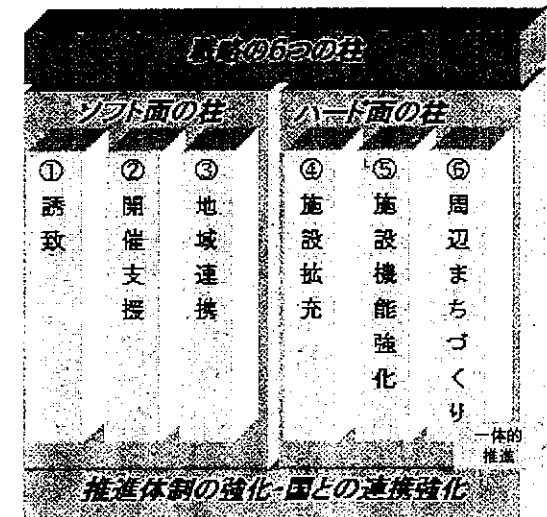 戦略の6つの柱
ソフト面の柱
ハード面の柱
①誘致
②開催支援
③地域連携
④施設拡充
⑤施設機能強化
⑥周辺まちづくり
一体的
推進
推進体制の強化・国との連携強化